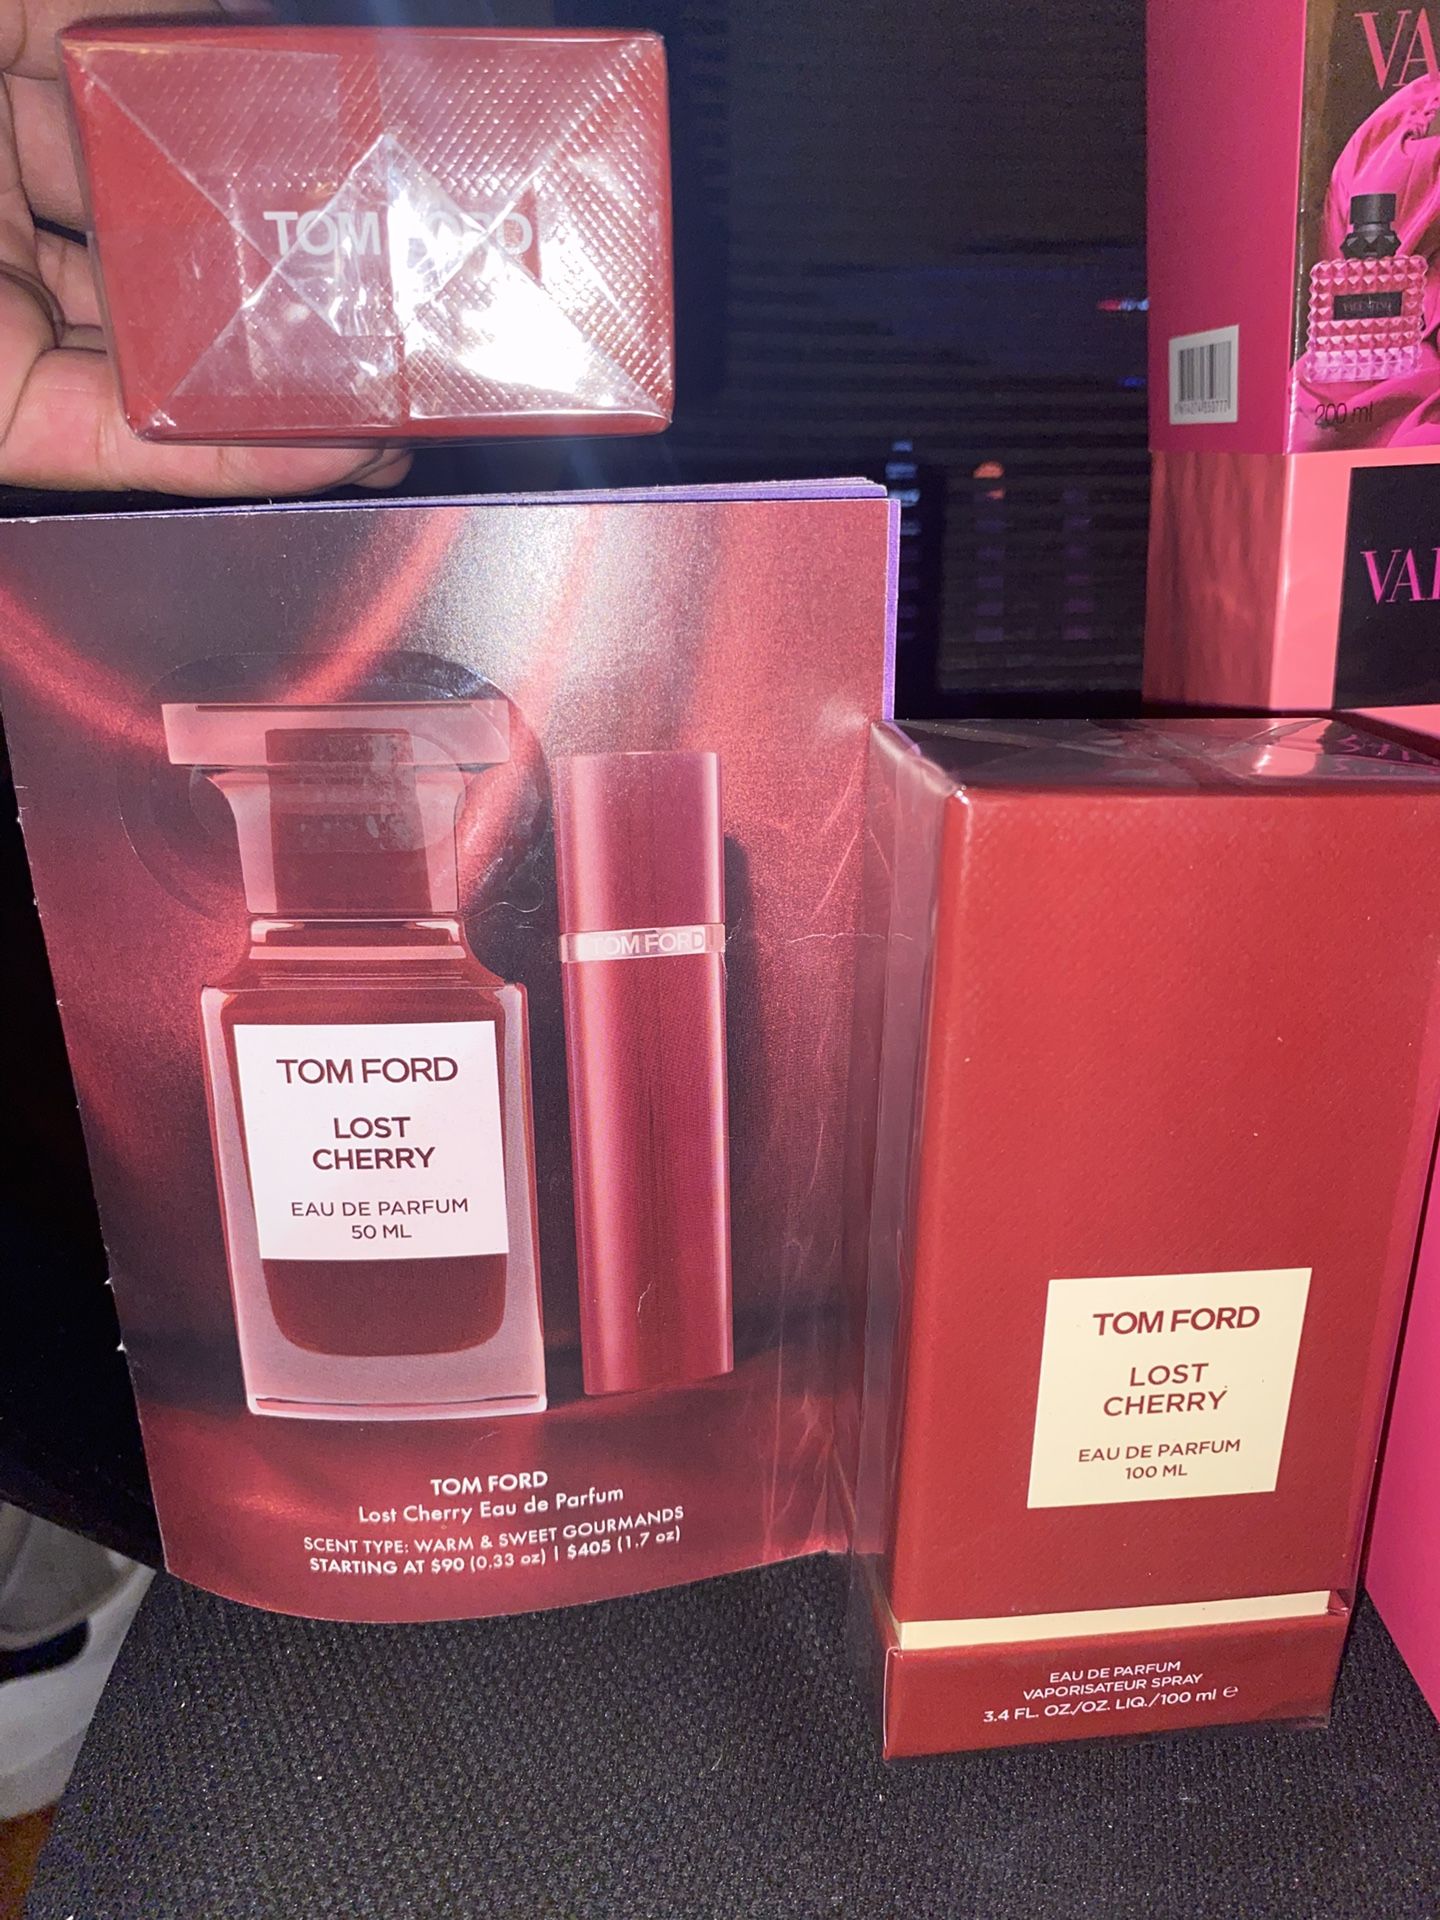 TOM FORD
VA
200 ml
VAL
TOM FORD
TOM FORD
LOST
CHERRY
EAU DE PARFUM
50 ML
TOM FORD
Lost Cherry Eau de Parfum
SCENT TYPE: WARM & SWEET GOURMANDS
STARTING AT $90 (0.33 oz) | $405 (1.7 oz)
TOM FORD
LOST
CHERRY
EAU DE PARFUM
100 ML
EAU DE PARFUM
VAPORISATEUR SPRAY
3.4 FL. OZ./OZ. LIQ./100 ml ℮